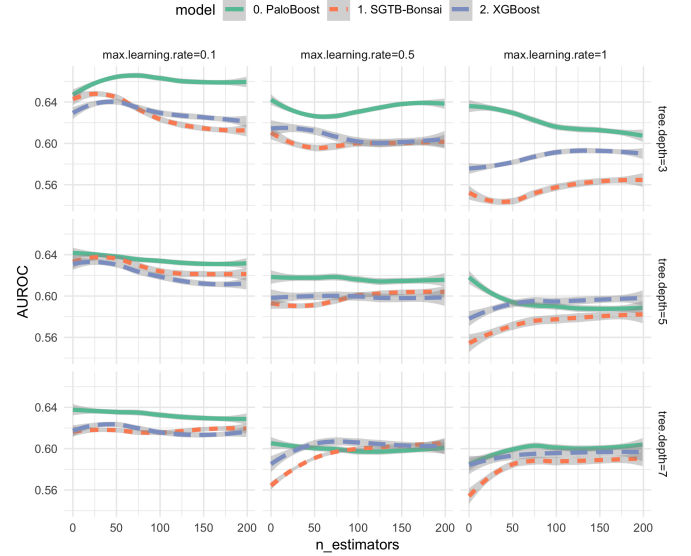 model 0. PaloBoost 1. SGTB-Bonsai 2. XGBoost
max.learning.rate=0.1 max.learning.rate=0.5 max.learning.rate=1
0.64
0.60
0.56
tree.depth=3
0.64
0.60
0.56
tree.depth=5
0.64
0.60
0.56
tree.depth=7
AUROC
0 50 100 150 200 0 50 100 150 200 0 50 100 150 200
n_estimators